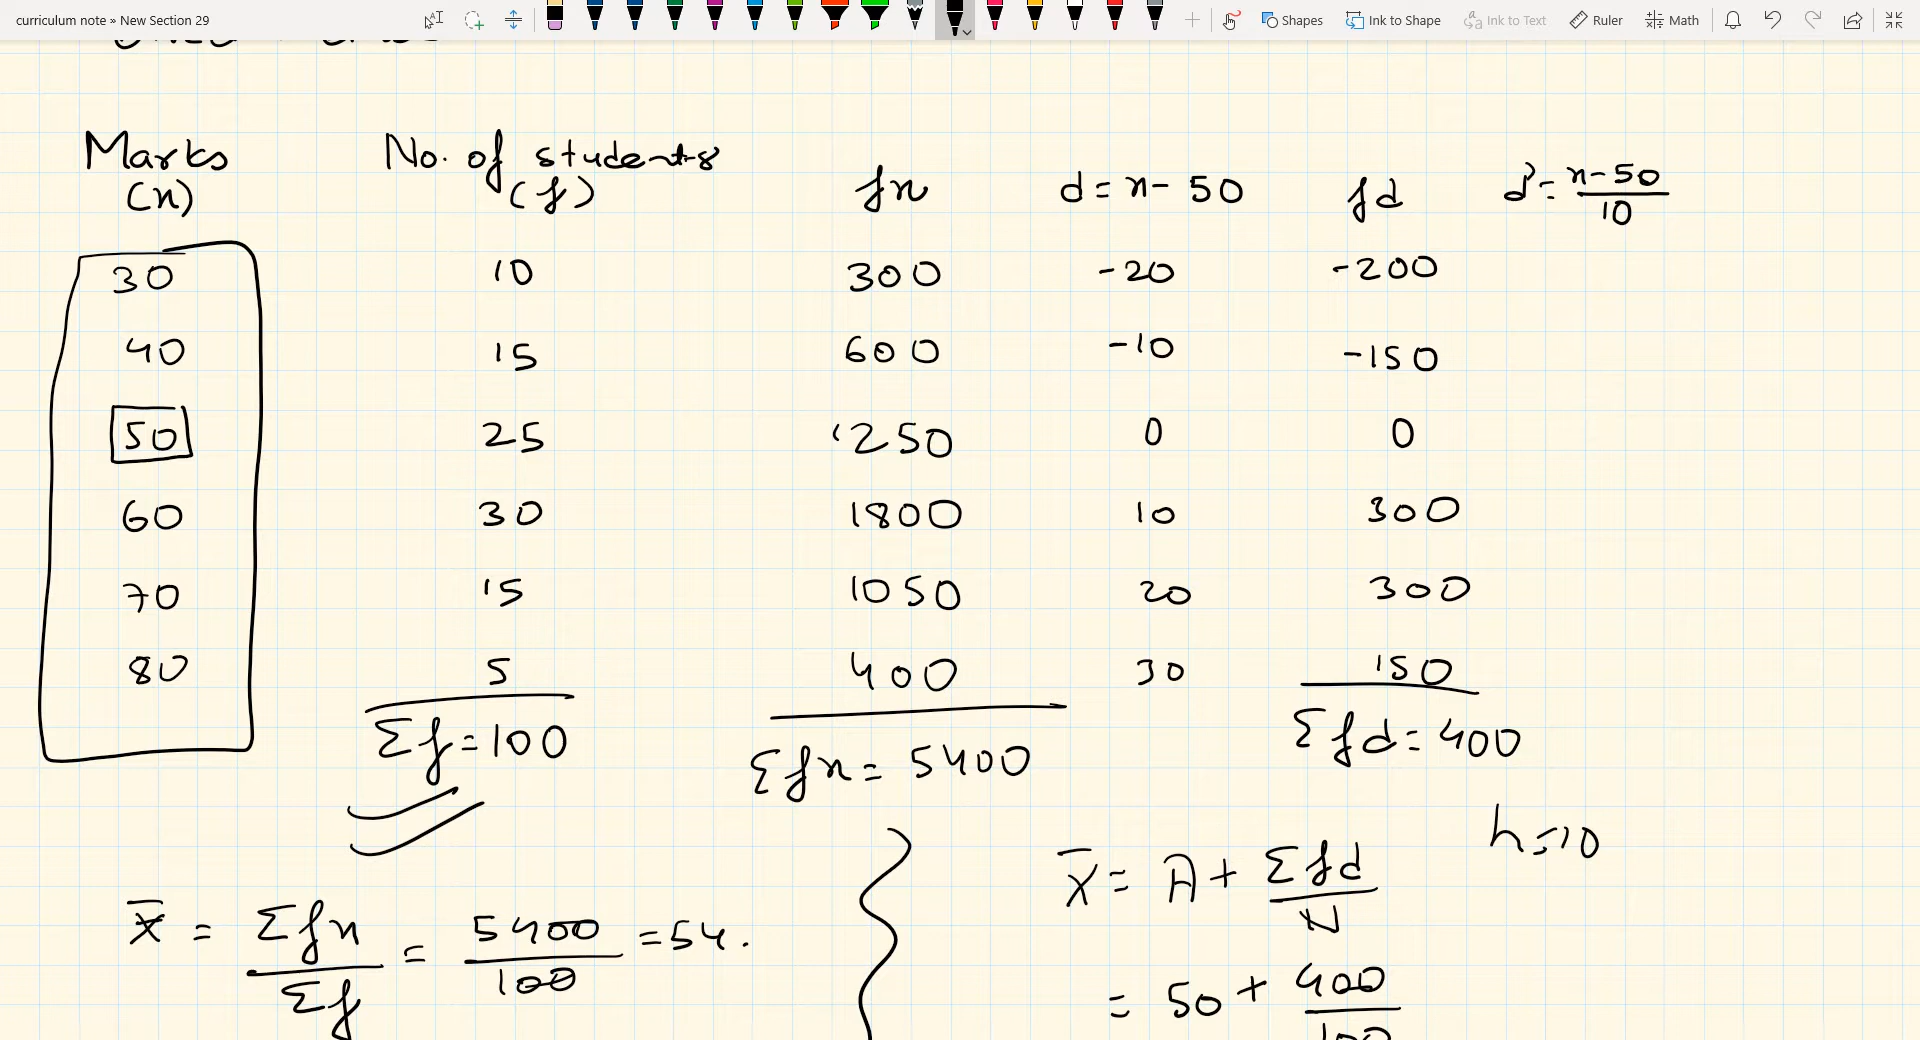 curriculum note » New Section 29
Shapes Ink to Shape Ink to Text Ruler Math
Marks No. of students
(x) (f) fx d = x - 50 fd d' = x - 50 / 10
30 10 300 -20 -200
40 15 600 -10 -150
50 25 1250 0 0
60 30 1800 10 300
70 15 1050 20 300
80 5 400 30 150
Σf = 100 Σfx = 5400 Σfd = 400
h = 10
X̄ = A + Σfd / N
X̄ = Σfx / Σf = 5400 / 100 = 54.
= 50 + 400 / 100